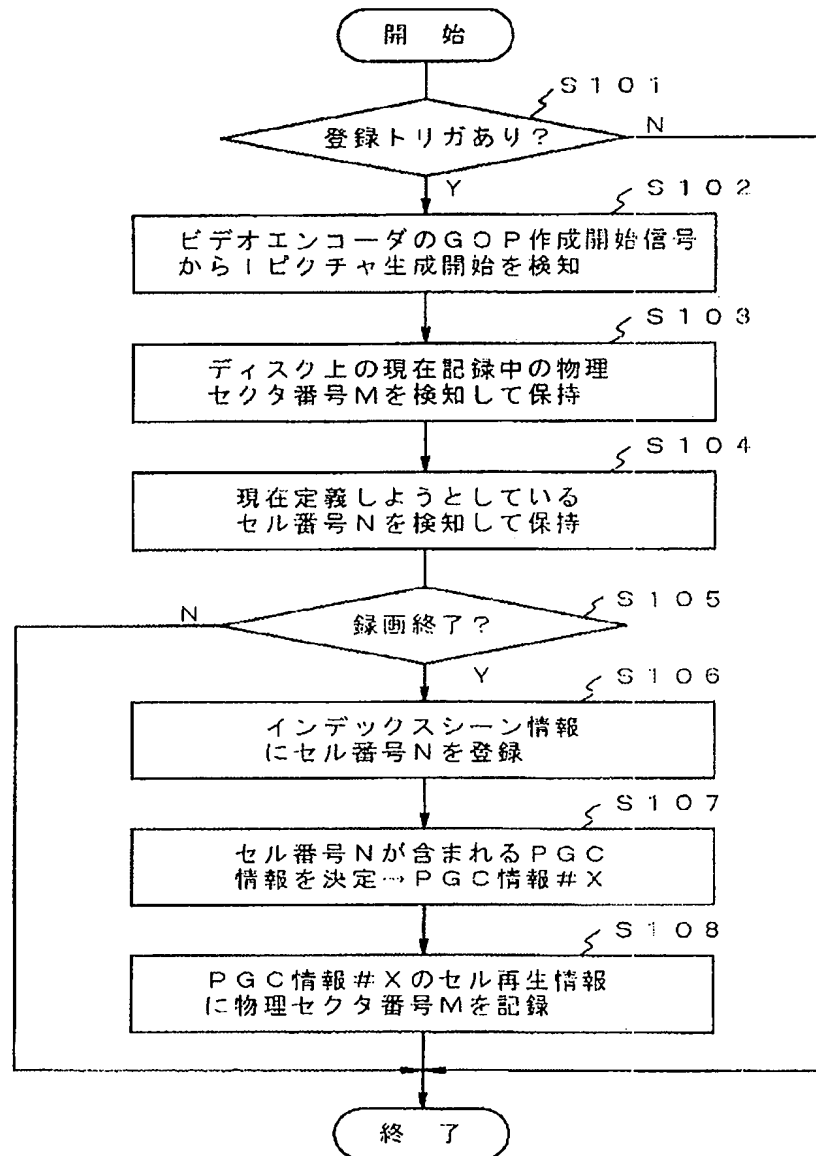 開 始
S101
登録トリガあり?
N
Y
S102
ビデオエンコーダのGOP作成開始信号
からIピクチャ生成開始を検知
S103
ディスク上の現在記録中の物理
セクタ番号Mを検知して保持
S104
現在定義しようとしている
セル番号Nを検知して保持
S105
N
録画終了?
Y
S106
インデックスシーン情報
にセル番号Nを登録
S107
セル番号Nが含まれるPGC
情報を決定→PGC情報#X
S108
PGC情報#Xのセル再生情報
に物理セクタ番号Mを記録
終 了